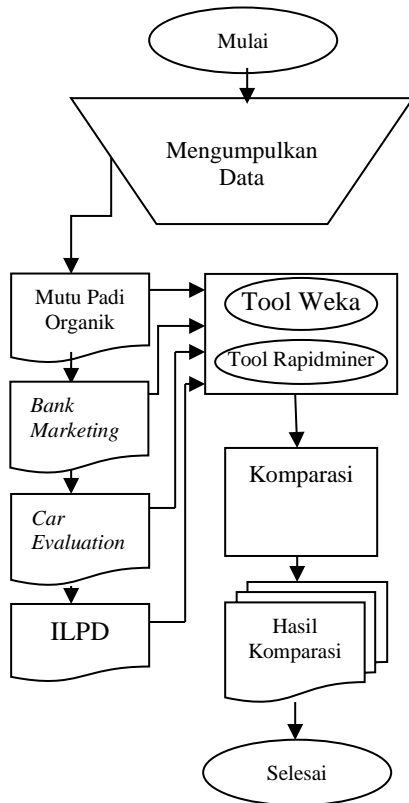 Mulai
Mengumpulkan
Data
Mutu Padi
Organik
Bank
Marketing
Car
Evaluation
ILPD
Tool Weka
Tool Rapidminer
Komparasi
Hasil
Komparasi
Selesai